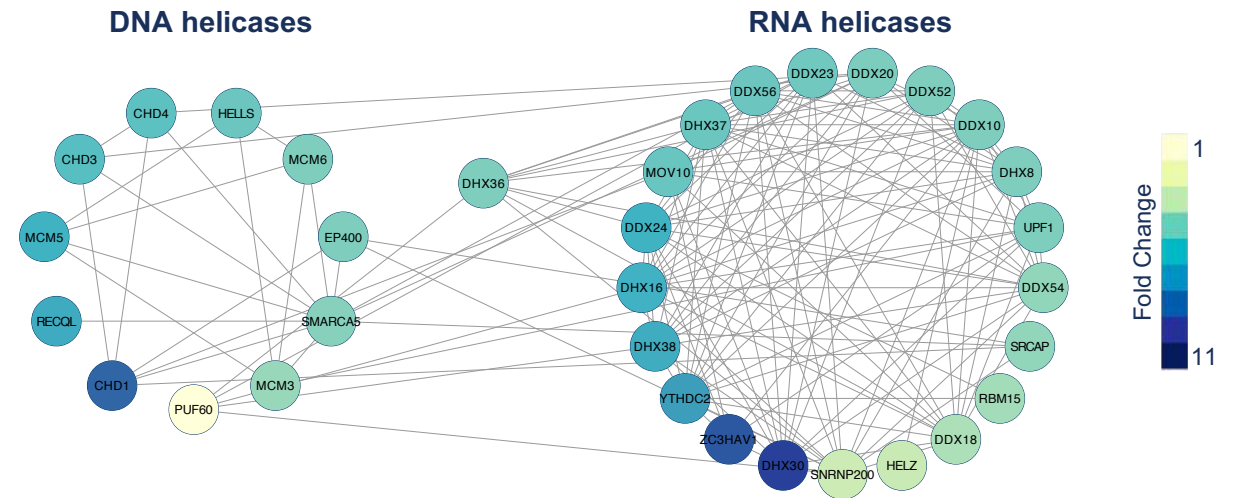 DNA helicases
RNA helicases
CHD4
HELLS
CHD3
MCM6
MCM5
EP400
RECQL
SMARCA5
CHD1
MCM3
PUF60
DHX36
DDX23
DDX20
DDX56
DDX52
DHX37
DDX10
MOV10
DHX8
DDX24
UPF1
DHX16
DDX54
DHX38
SRCAP
YTHDC2
RBM15
ZC3HAV1
DDX18
DHX30
SNRNP200
HELZ
Fold Change
1
11